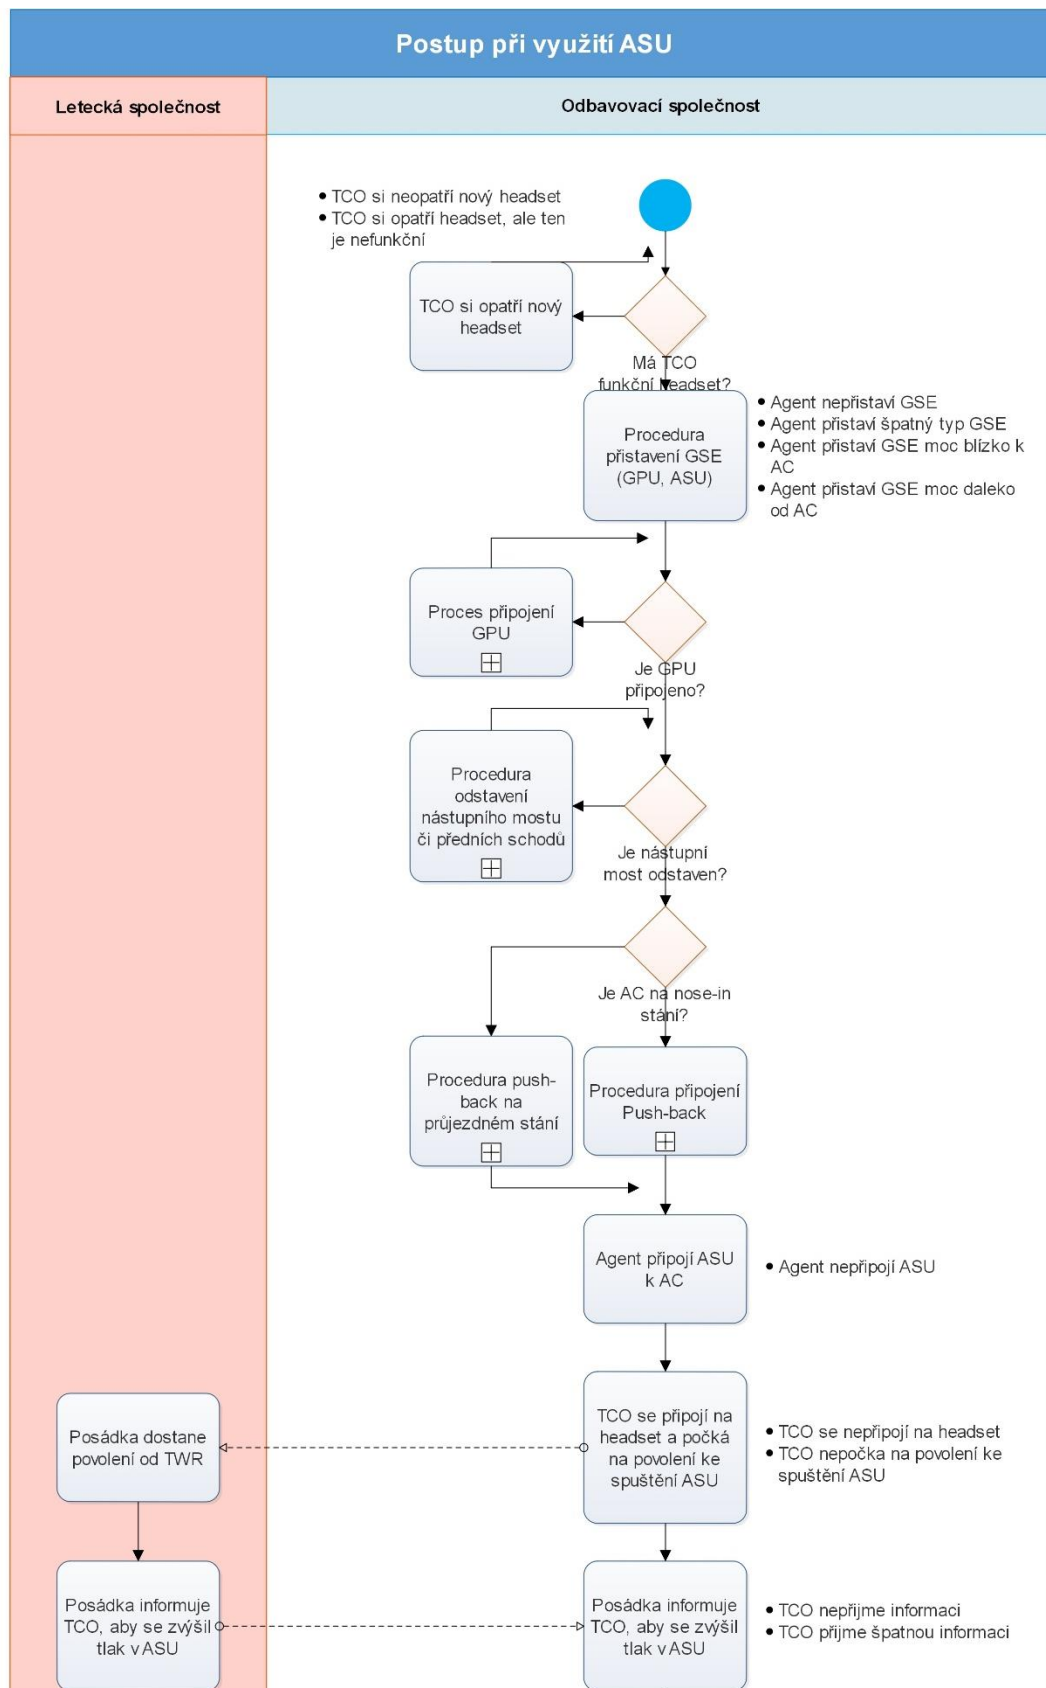 Postup při využití ASU
Letecká společnost
Odbavovací společnost
• TCO si neopatří nový headset
• TCO si opatří headset, ale ten
je nefunkční
TCO si opatří nový
headset
Má TCO
funkční headset?
Procedura
přistavení GSE
(GPU, ASU)
• Agent nepřistaví GSE
• Agent přistaví špatný typ GSE
• Agent přistaví GSE moc blízko k
AC
• Agent přistaví GSE moc daleko
od AC
Proces připojení
GPU
Je GPU
připojeno?
Procedura
odstavení
nástupního mostu
či předních schodů
Je nástupní
most odstaven?
Je AC na nose-in
stání?
Procedura push-
back na
průjezdném stání
Procedura připojení
Push-back
Agent připojí ASU
k AC
• Agent nepřipojí ASU
Posádka dostane
povolení od TWR
TCO se připojí na
headset a počká
na povolení ke
spuštění ASU
• TCO se nepřipojí na headset
• TCO nepočka na povolení ke
spuštění ASU
Posádka informuje
TCO, aby se zvýšil
tlak v ASU
Posádka informuje
TCO, aby se zvýšil
tlak v ASU
• TCO nepřijme informaci
• TCO přijme špatnou informaci